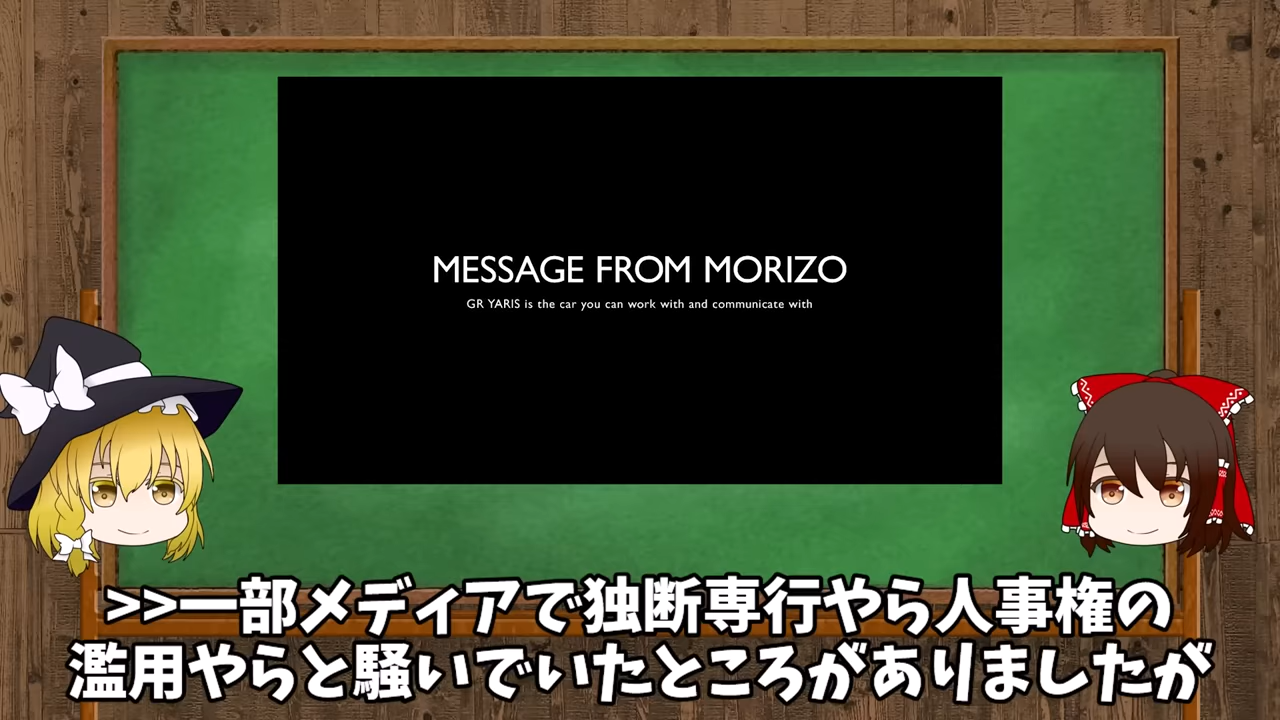 MESSAGE FROM MORIZO
GR YARIS is the car you can work with and communicate with
>>一部メディアで独断専行やら人事権の
濫用やらと騒いでいたところがありましたが